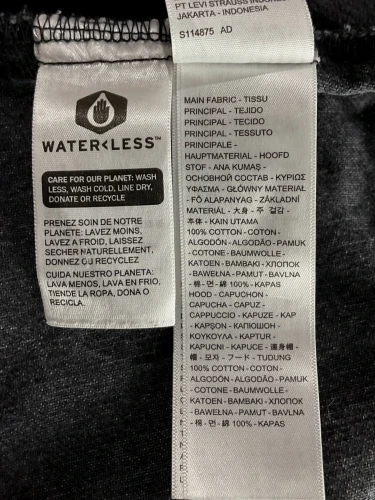 PT LEVI STRAUSS INDONESIA
JAKARTA - INDONESIA
S114875 AD
WATER<LESS™
CARE FOR OUR PLANET: WASH
LESS, WASH COLD, LINE DRY,
DONATE OR RECYCLE
PRENEZ SOIN DE NOTRE
PLANETE: LAVEZ MOINS,
LAVEZ A FROID, LAISSEZ
SECHER NATURELLEMENT,
DONNEZ OU RECYCLEZ
CUIDA NUESTRO PLANETA:
LAVA MENOS, LAVA EN FRIO,
TIENDE LA ROPA, DONA O
RECICLA.
MAIN FABRIC - TISSU
PRINCIPAL - TEJIDO
PRINCIPAL - TECIDO
PRINCIPAL - TESSUTO
PRINCIPALE -
HAUPTMATERIAL - HOOFD
STOF - ANA KUMAŞ -
ОСНОВНОЙ СОСТАВ - ΚΥΡΙΩΣ
ΥΦΑΣΜΑ - GŁÓWNY MATERIAŁ
- FŐ ALAPANYAG - ZÁKLADNÍ
MATERIÁL - 大身 - 주 겉감 -
本体 - KAIN UTAMA
100% COTTON - COTON -
ALGODÓN - ALGODÃO - PAMUK
- COTONE - BAUMWOLLE -
KATOEN - BAMBAKI - ХЛОПОК
- BAWEŁNA - PAMUT - BAVLNA
- 棉 - 면 - 綿 100% - KAPAS
HOOD - CAPUCHON -
CAPUCHA - CAPUZ -
CAPPUCCIO - KAPUZE - KAP
- KAPŞON - КАПЮШОН -
ΚΟΥΚΟΥΛΑ - KAPTUR -
KAPUCNI - KAPUCE - 連身帽 -
帽 - 모자 - フード - TUDUNG
100% COTTON - COTON -
ALGODÓN - ALGODÃO - PAMUK
- COTONE - BAUMWOLLE -
KATOEN - BAMBAKI - ХЛОПОК
- BAWEŁNA - PAMUT - BAVLNA
- 棉 - 면 - 綿 100% - KAPAS